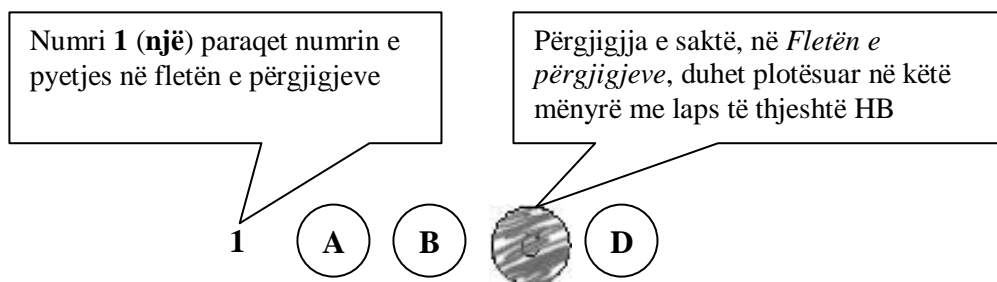 Numri 1 (një) paraqet numrin e
pyetjes në fletën e përgjigjeve
Përgjigjja e saktë, në Fletën e
përgjigjeve, duhet plotësuar në këtë
mënyrë me laps të thjeshtë HB
1 A B C D